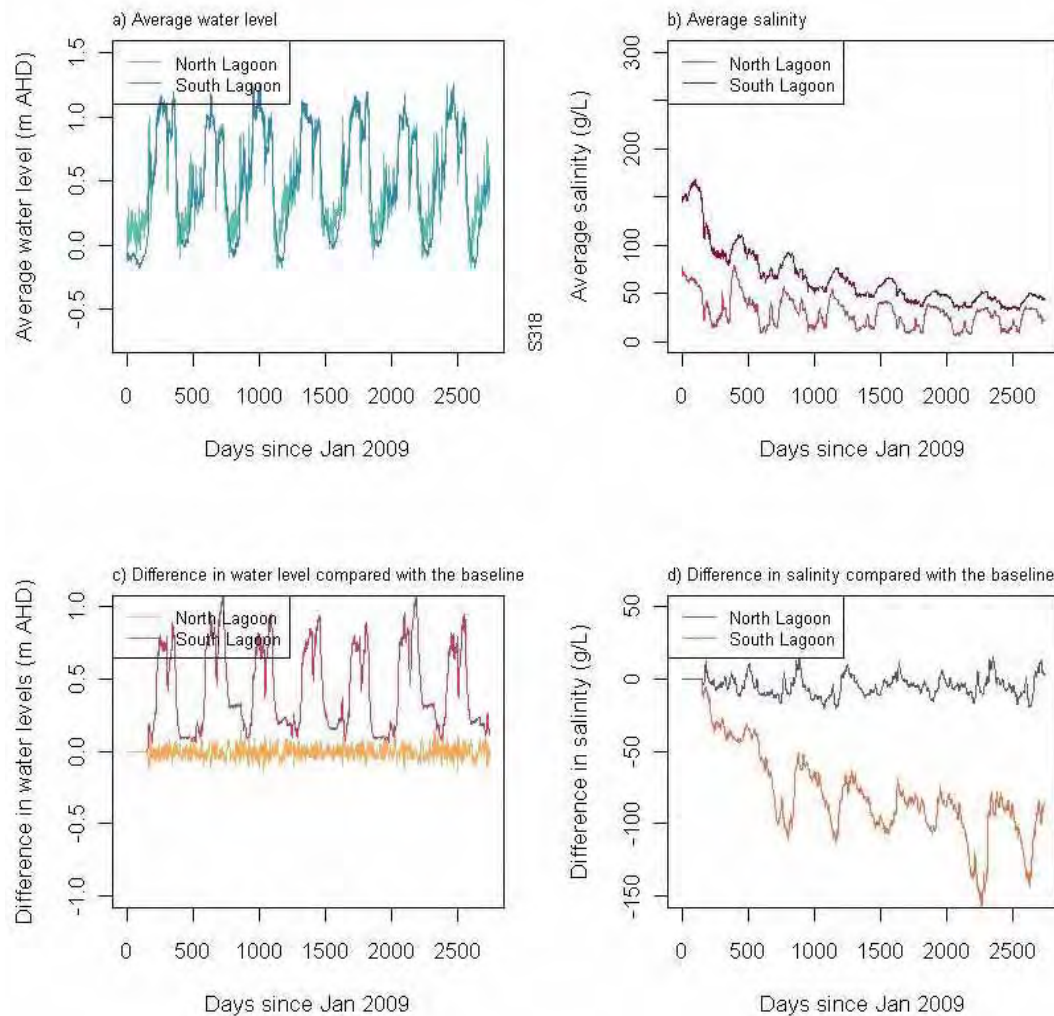 a) Average water level
1.5
1.0
0.5
0.0
-0.5
Average water level (m AHD)
North Lagoon
South Lagoon
0 500 1000 1500 2000 2500
Days since Jan 2009
S318
b) Average salinity
300
200
100
50
0
Average salinity (g/L)
North Lagoon
South Lagoon
0 500 1000 1500 2000 2500
Days since Jan 2009
c) Difference in water level compared with the baseline
1.0
0.5
0.0
-0.5
-1.0
Difference in water levels (m AHD)
North Lagoon
South Lagoon
0 500 1000 1500 2000 2500
Days since Jan 2009
d) Difference in salinity compared with the baseline
50
0
-50
-100
-150
Difference in salinity (g/L)
North Lagoon
South Lagoon
0 500 1000 1500 2000 2500
Days since Jan 2009